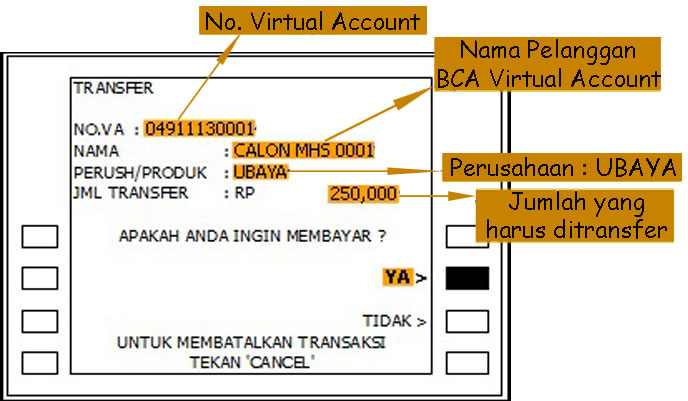 No. Virtual Account
Nama Pelanggan
BCA Virtual Account
TRANSFER
NO.VA : 04911130001
NAMA : CALON MHS 0001
PERUSH/PRODUK : UBAYA
Perusahaan : UBAYA
JML TRANSFER : RP 250,000
Jumlah yang
harus ditransfer
APAKAH ANDA INGIN MEMBAYAR ?
YA >
TIDAK >
UNTUK MEMBATALKAN TRANSAKSI
TEKAN 'CANCEL'